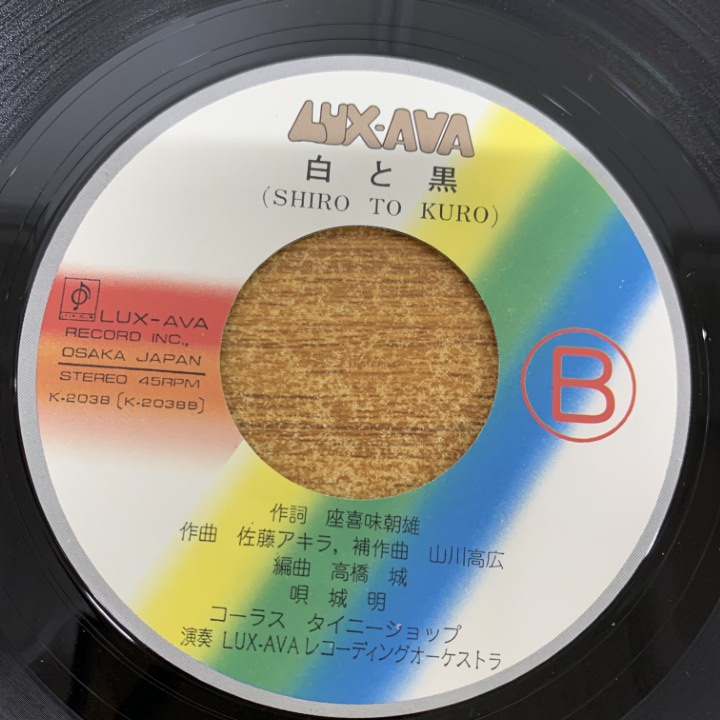 LUX-AVA
白と黒
(SHIRO TO KURO)
LUX-AVA
RECORD INC.,
OSAKA JAPAN
STEREO 45RPM
K-2038 (K-2038B)
B
作詞 座喜味朝雄
作曲 佐藤アキラ, 補作曲 山川高広
編曲 高橋 城
唄 城 明
コーラス タイニーショップ
演奏 LUX-AVAレコーディングオーケストラ